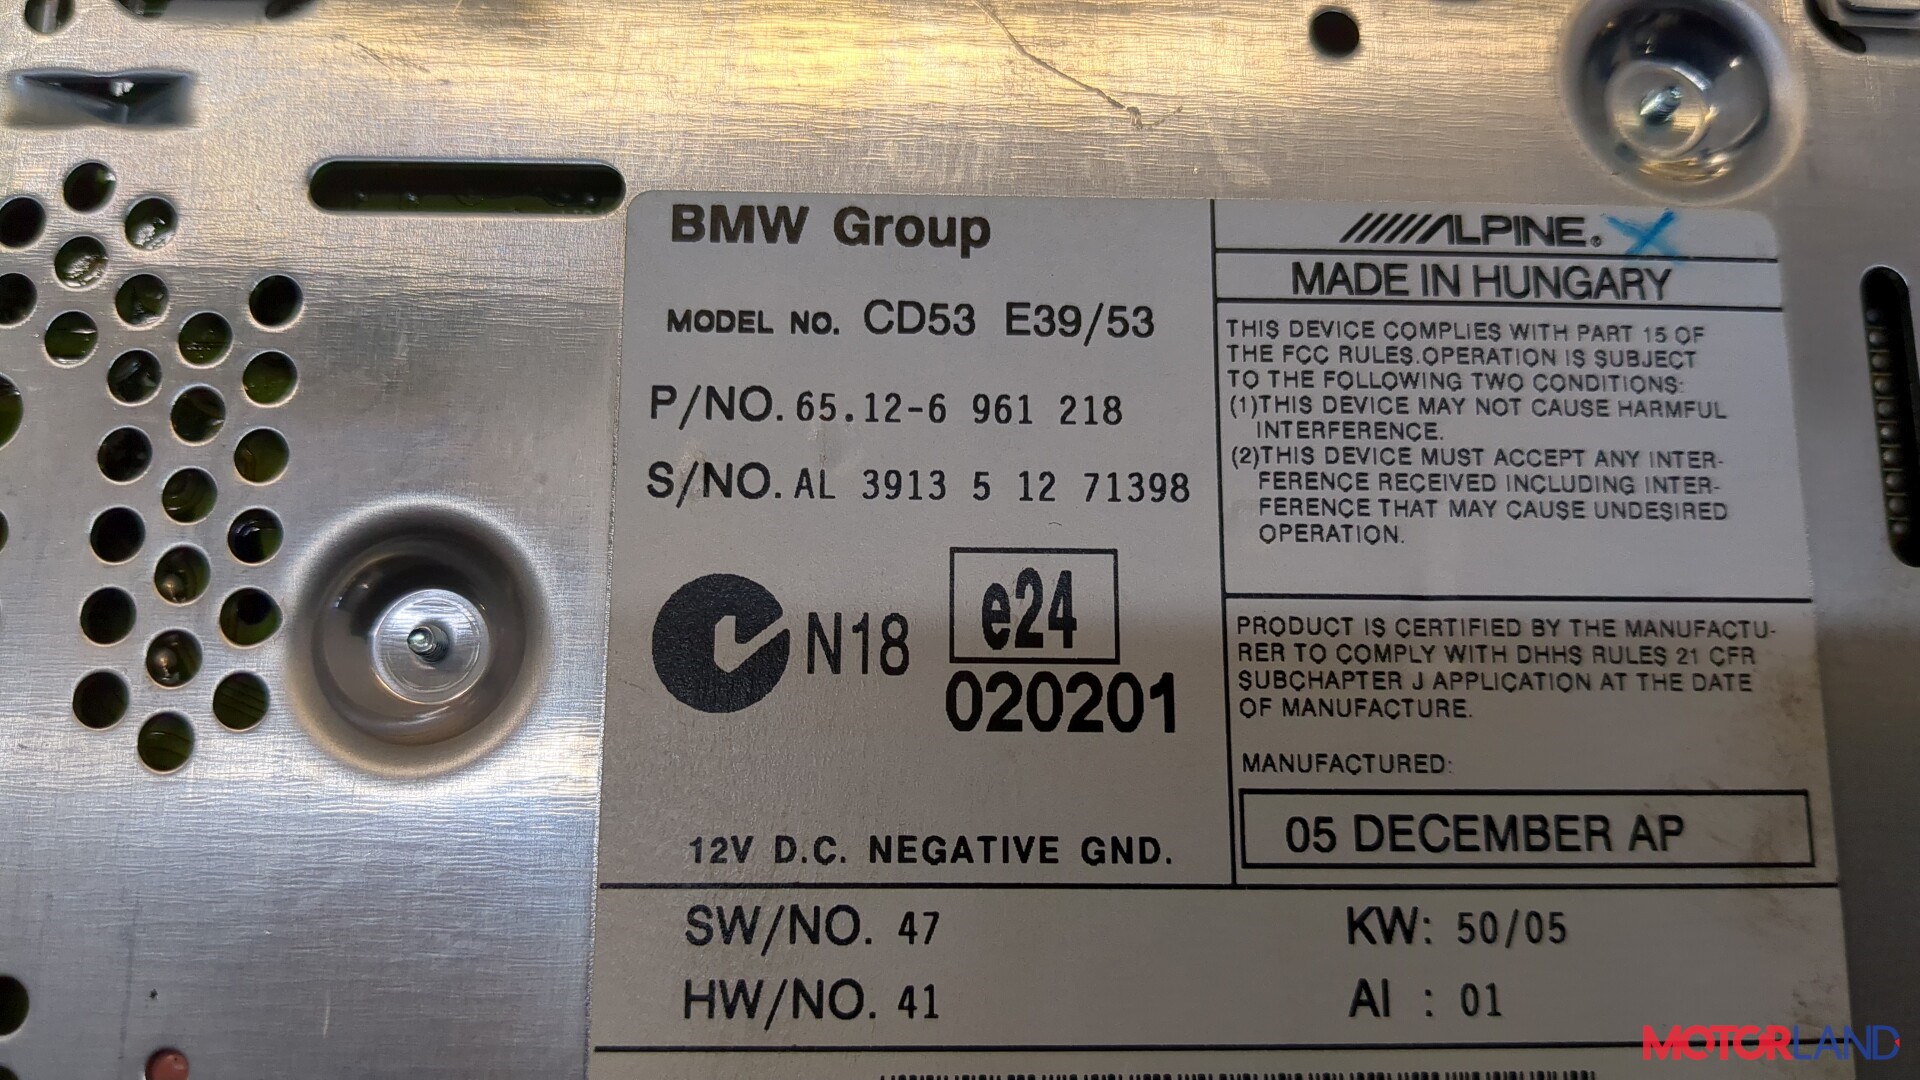 BMW Group
MODEL NO. CD53 E39/53
P/NO. 65.12-6 961 218
S/NO. AL 3913 5 12 71398
N18
e24
020201
12V D.C. NEGATIVE GND.
ALPINE®
MADE IN HUNGARY
THIS DEVICE COMPLIES WITH PART 15 OF
THE FCC RULES.OPERATION IS SUBJECT
TO THE FOLLOWING TWO CONDITIONS:
(1)THIS DEVICE MAY NOT CAUSE HARMFUL
INTERFERENCE.
(2)THIS DEVICE MUST ACCEPT ANY INTER-
FERENCE RECEIVED INCLUDING INTER-
FERENCE THAT MAY CAUSE UNDESIRED
OPERATION.
PRODUCT IS CERTIFIED BY THE MANUFACTU-
RER TO COMPLY WITH DHHS RULES 21 CFR
SUBCHAPTER J APPLICATION AT THE DATE
OF MANUFACTURE.
MANUFACTURED:
05 DECEMBER AP
SW/NO. 47
KW: 50/05
HW/NO. 41
AI : 01
MOTORLAND